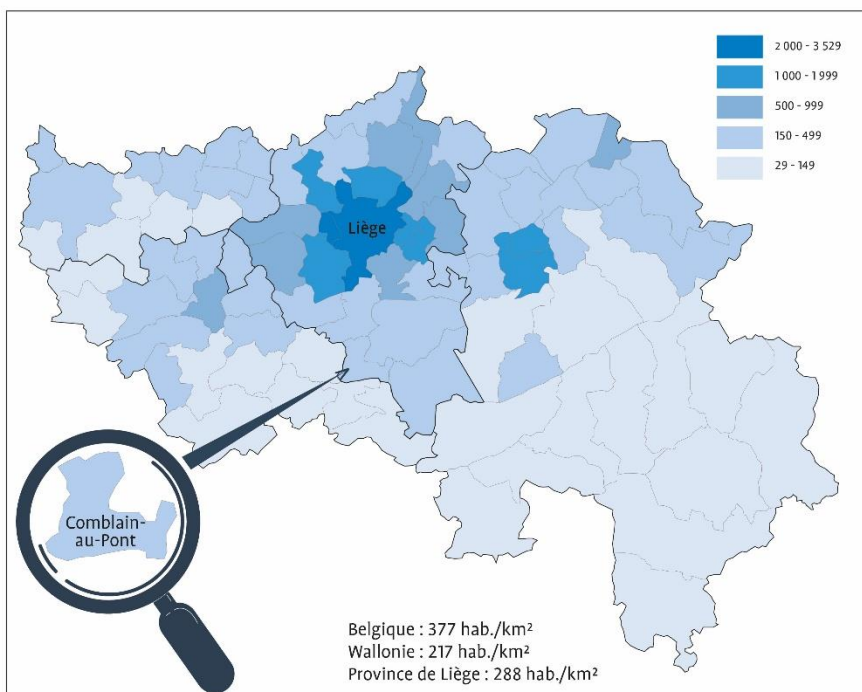 2 000 - 3 529
1 000 - 1 999
500 - 999
150 - 499
29 - 149
Liège
Comblain-
au-Pont
Belgique : 377 hab./km²
Wallonie : 217 hab./km²
Province de Liège : 288 hab./km²